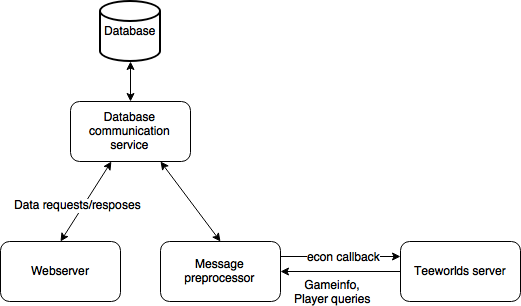 Database
Database
communication
service
Data requests/resposes
Webserver
Message
preprocessor
econ callback
Gameinfo,
Player queries
Teeworlds server